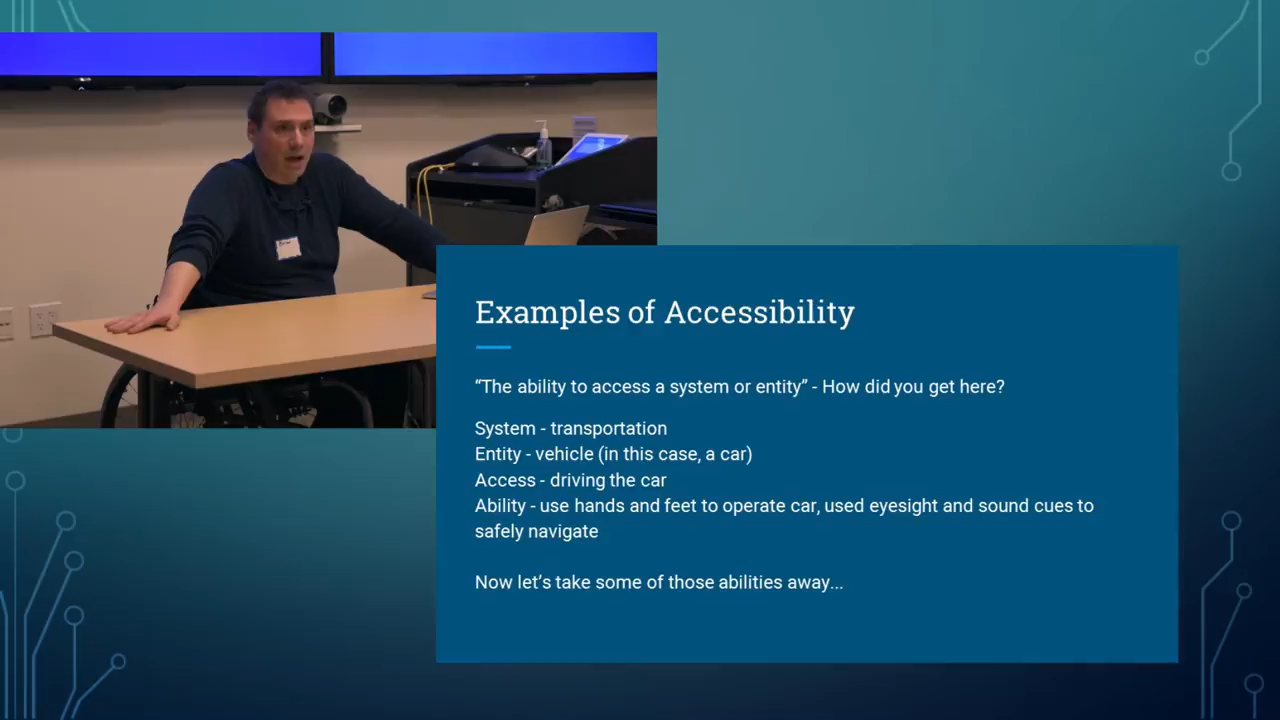 Examples of Accessibility
“The ability to access a system or entity” - How did you get here?
System - transportation
Entity - vehicle (in this case, a car)
Access - driving the car
Ability - use hands and feet to operate car, used eyesight and sound cues to
safely navigate
Now let’s take some of those abilities away...